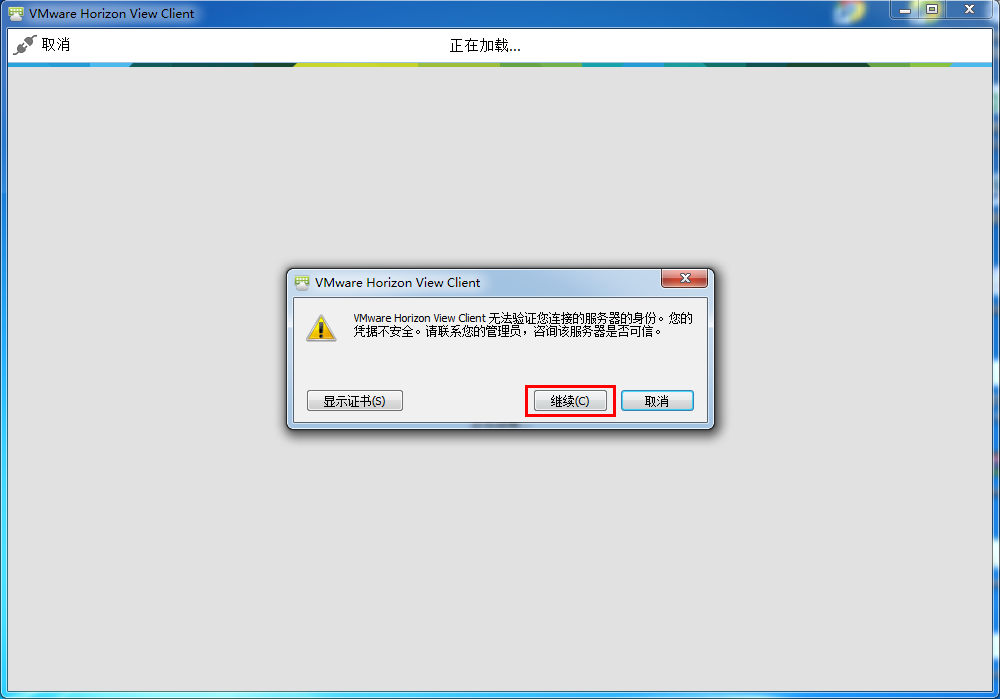 VMware Horizon View Client
取消
正在加载...
VMware Horizon View Client
VMware Horizon View Client 无法验证您连接的服务器的身份。您的
凭据不安全。请联系您的管理员，咨询该服务器是否可信。
显示证书(S)
继续(C)
取消